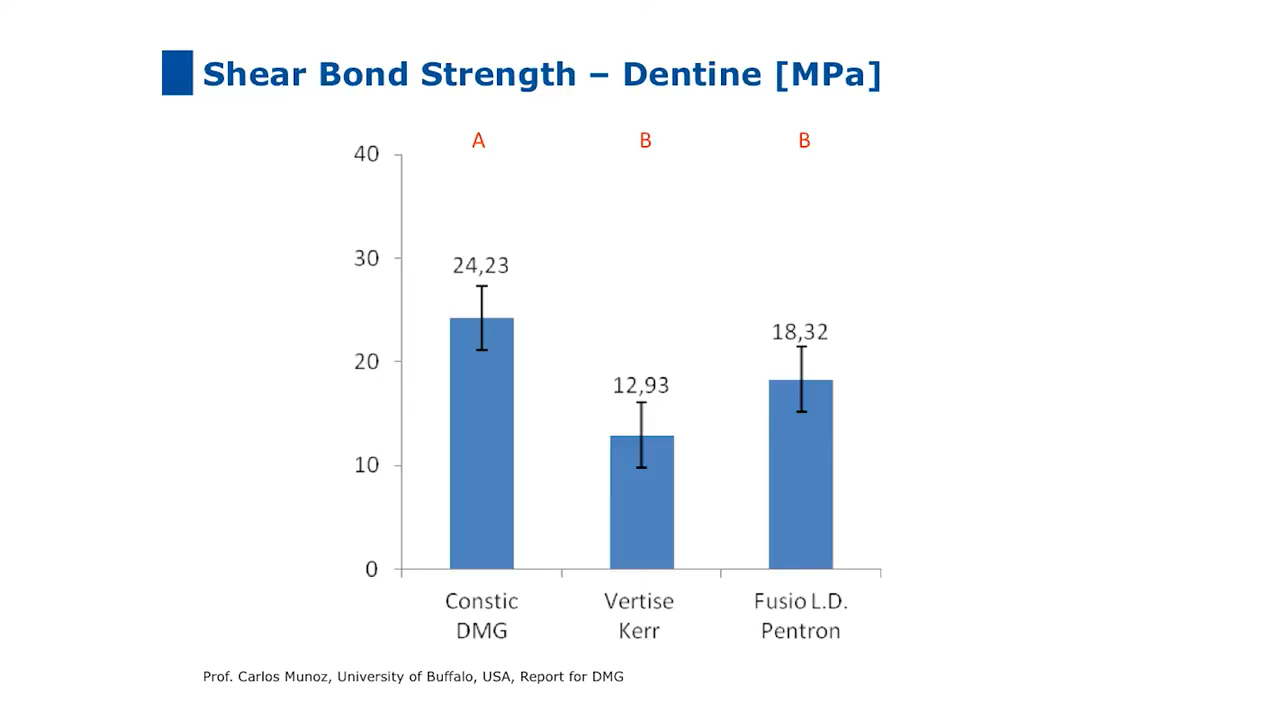 Shear Bond Strength – Dentine [MPa]
A B B
40
30
20
10
0
24,23
12,93
18,32
Constic DMG
Vertise Kerr
Fusio L.D. Pentron
Prof. Carlos Munoz, University of Buffalo, USA, Report for DMG